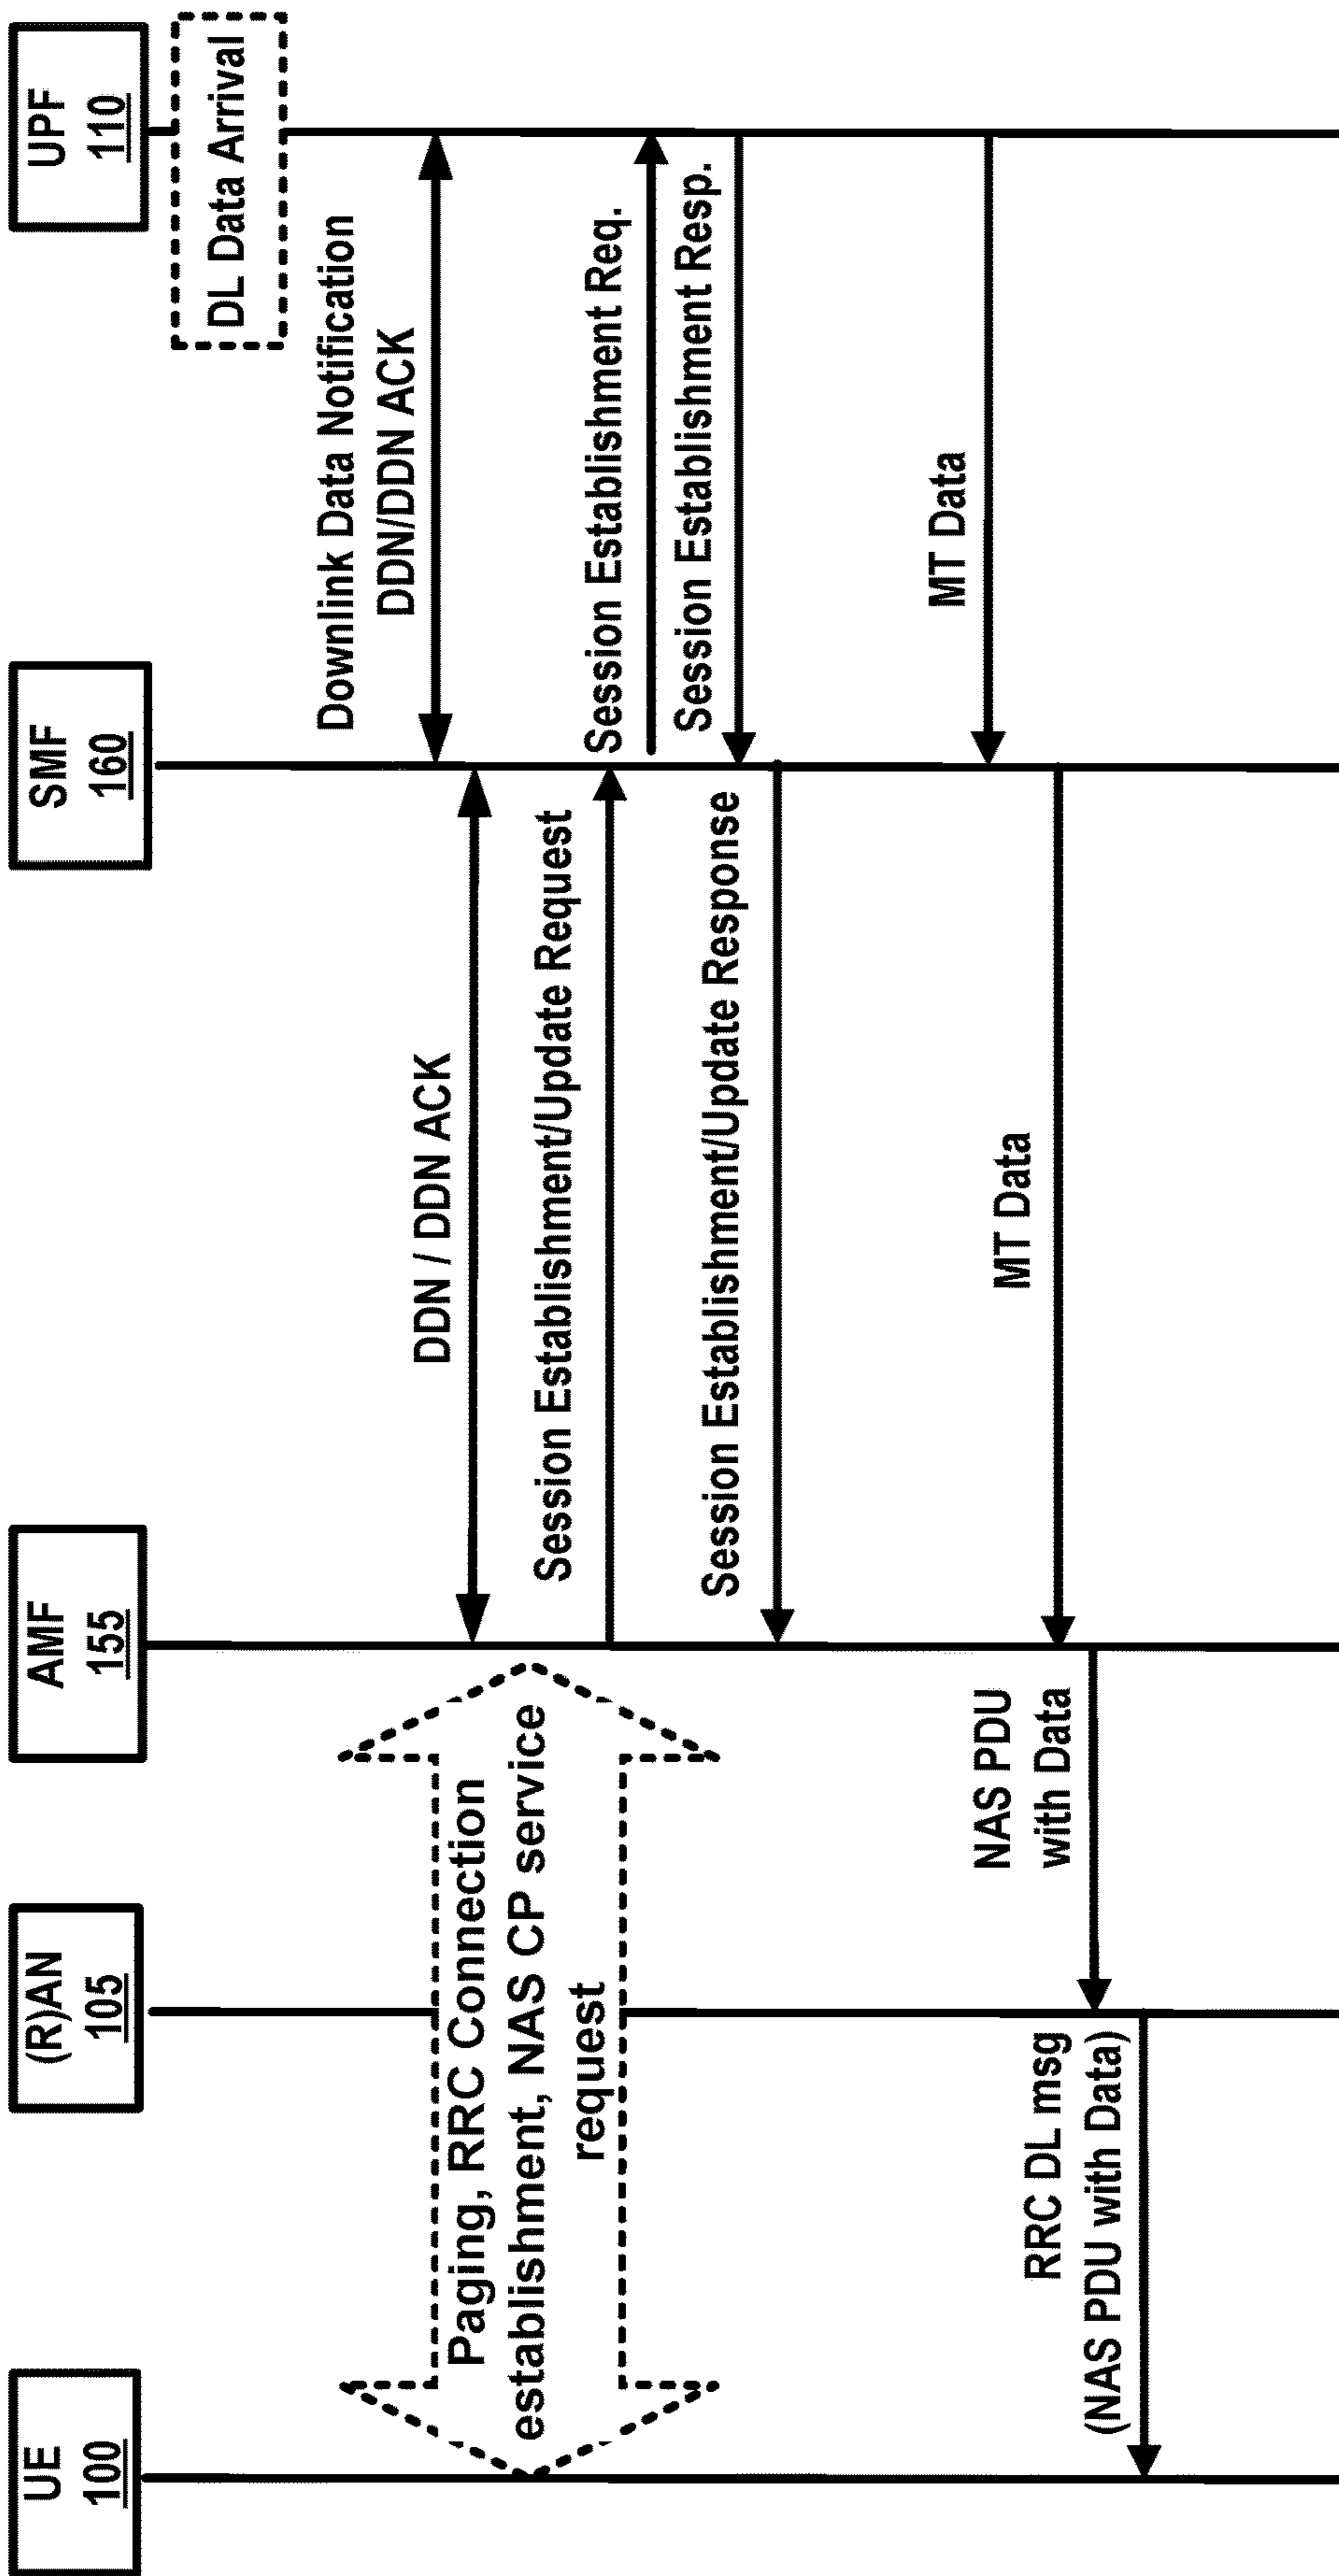 UE
100
(R)AN
105
AMF
155
SMF
160
UPF
110
DL Data Arrival
Downlink Data Notification
DDN/DDN ACK
DDN / DDN ACK
Paging, RRC Connection
establishment, NAS CP service
request
Session Establishment/Update Request
Session Establishment Req.
Session Establishment Resp.
Session Establishment/Update Response
MT Data
MT Data
NAS PDU
with Data
RRC DL msg
(NAS PDU with Data)